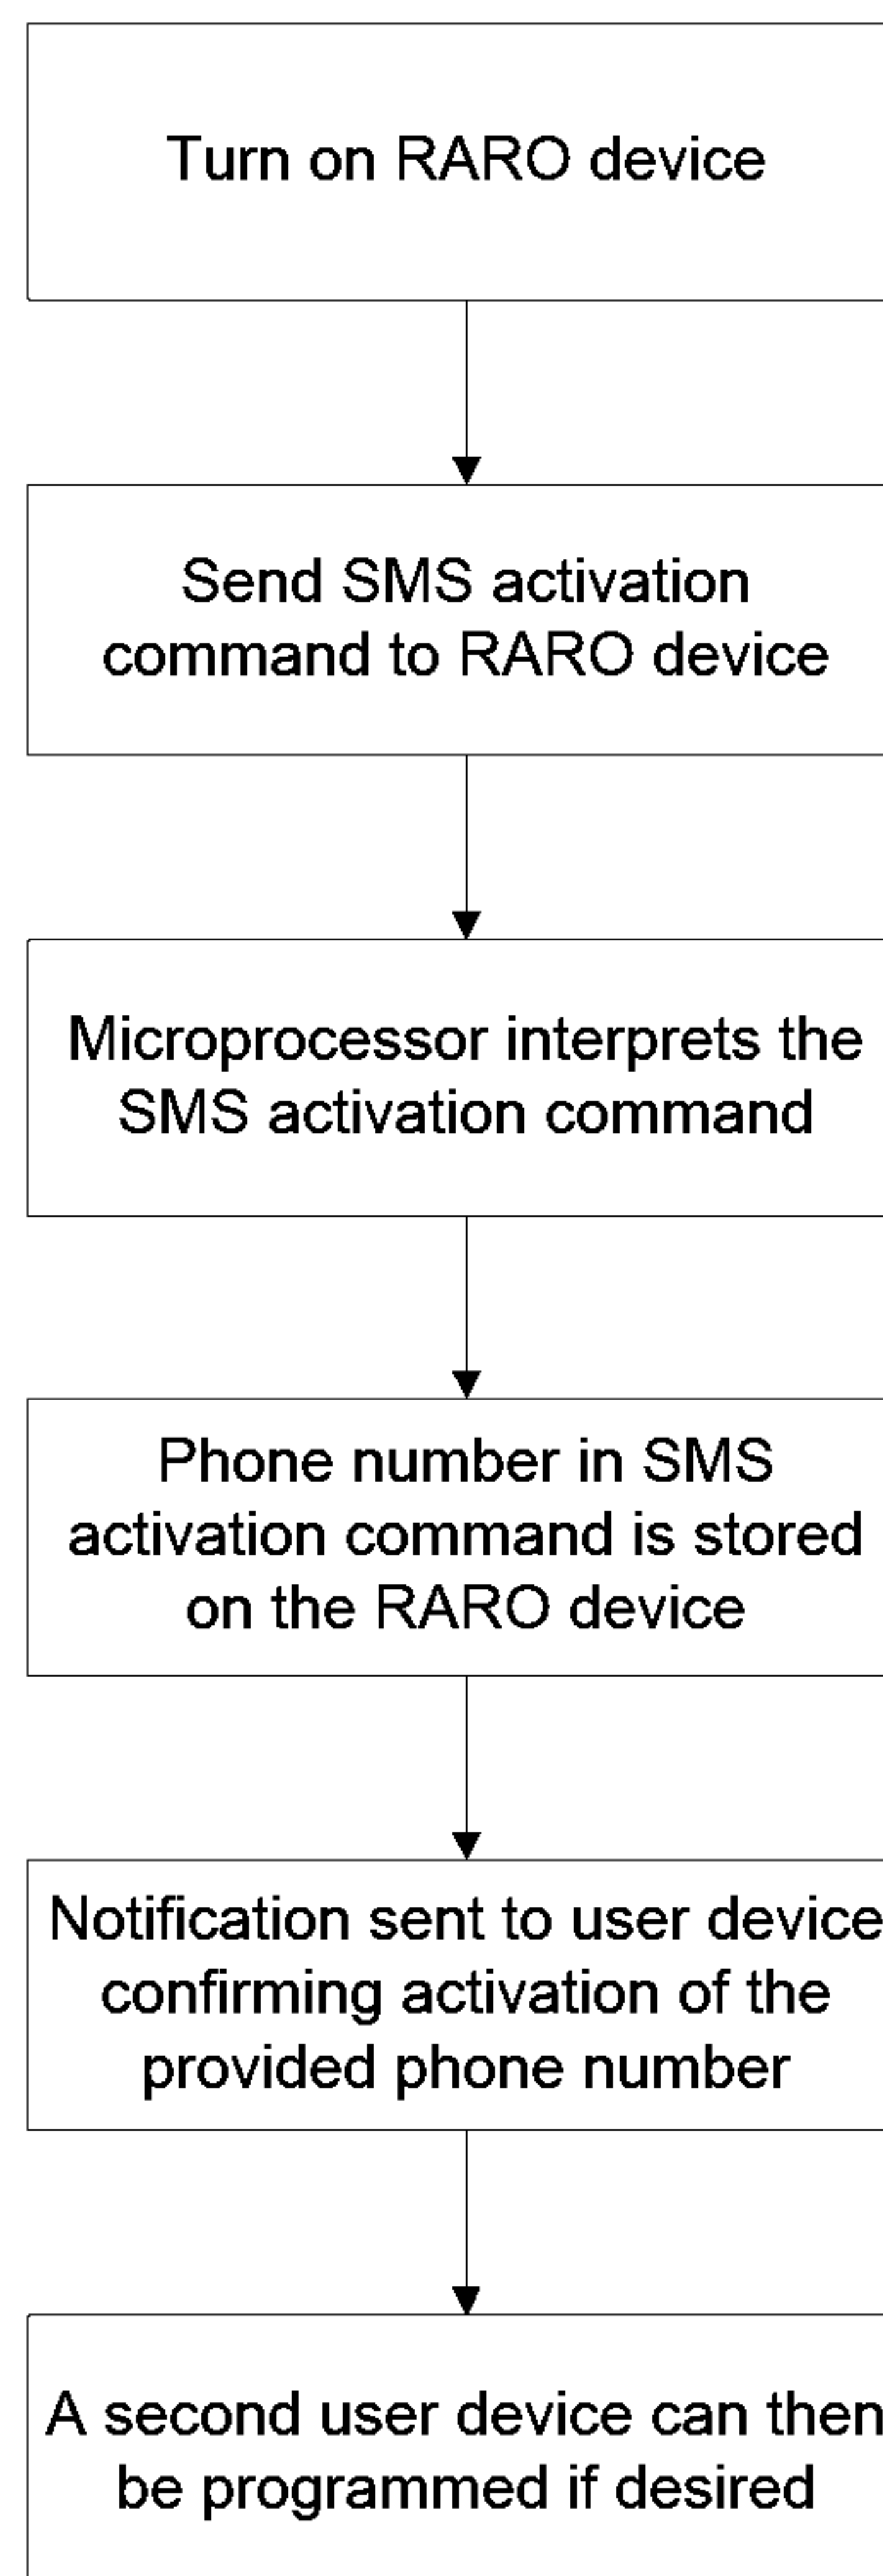 Turn on RARO device
Send SMS activation
command to RARO device
Microprocessor interprets the
SMS activation command
Phone number in SMS
activation command is stored
on the RARO device
Notification sent to user device
confirming activation of the
provided phone number
A second user device can then
be programmed if desired